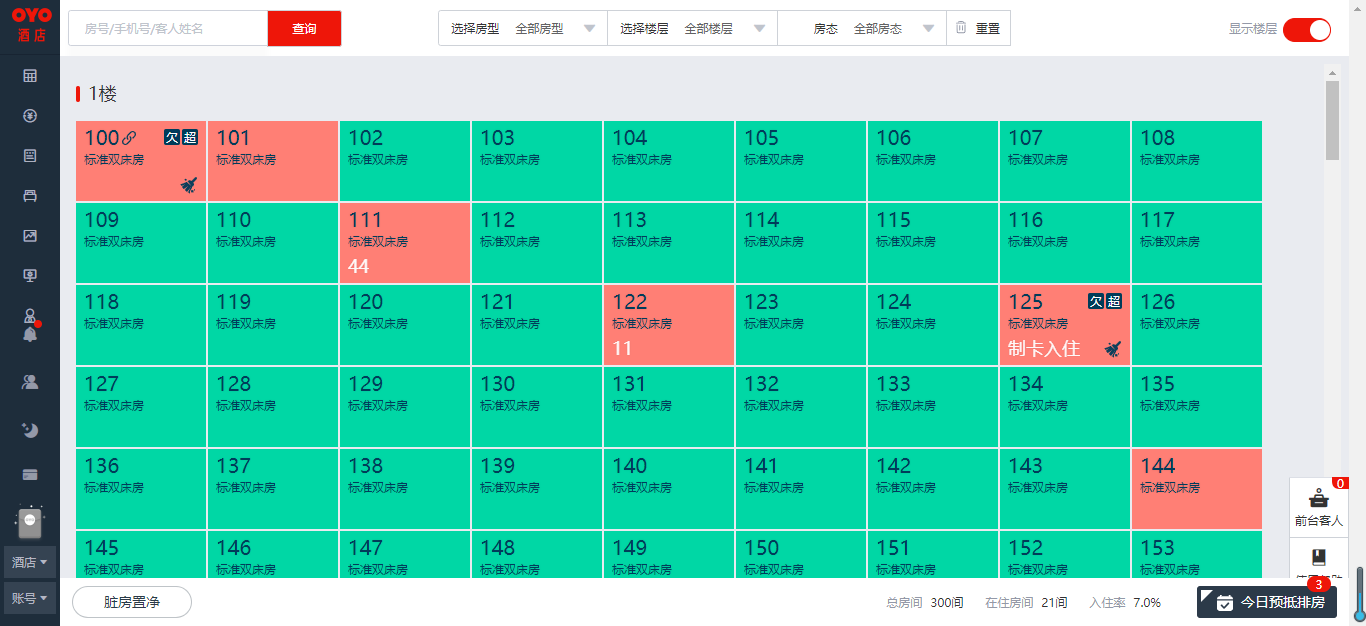 OYO
酒店
房号/手机号/客人姓名
查询
选择房型 全部房型
选择楼层 全部楼层
房态 全部房态
重置
显示楼层
1楼
100 欠 超
标准双床房
101
标准双床房
102
标准双床房
103
标准双床房
104
标准双床房
105
标准双床房
106
标准双床房
107
标准双床房
108
标准双床房
109
标准双床房
110
标准双床房
111
标准双床房
44
112
标准双床房
113
标准双床房
114
标准双床房
115
标准双床房
116
标准双床房
117
标准双床房
118
标准双床房
119
标准双床房
120
标准双床房
121
标准双床房
122
标准双床房
11
123
标准双床房
124
标准双床房
125 欠 超
标准双床房
制卡入住
126
标准双床房
127
标准双床房
128
标准双床房
129
标准双床房
130
标准双床房
131
标准双床房
132
标准双床房
133
标准双床房
134
标准双床房
135
标准双床房
136
标准双床房
137
标准双床房
138
标准双床房
139
标准双床房
140
标准双床房
141
标准双床房
142
标准双床房
143
标准双床房
144
标准双床房
145
标准双床房
146
标准双床房
147
标准双床房
148
标准双床房
149
标准双床房
150
标准双床房
151
标准双床房
152
标准双床房
153
标准双床房
0
前台客人
酒店
账号
脏房置净
总房间 300间
在住房间 21间
入住率 7.0%
3
今日预抵排房